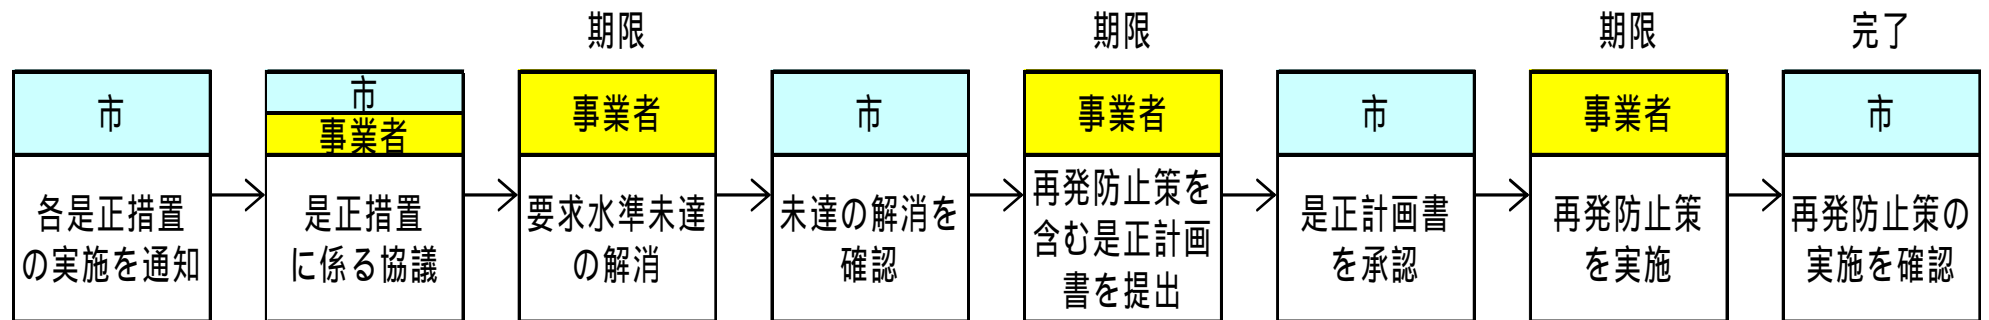 期限
期限
期限
完了
市
各是正措置
の実施を通知
市
事業者
是正措置
に係る協議
事業者
要求水準未達
の解消
市
未達の解消を
確認
事業者
再発防止策を
含む是正計画
書を提出
市
是正計画書
を承認
事業者
再発防止策
を実施
市
再発防止策の
実施を確認